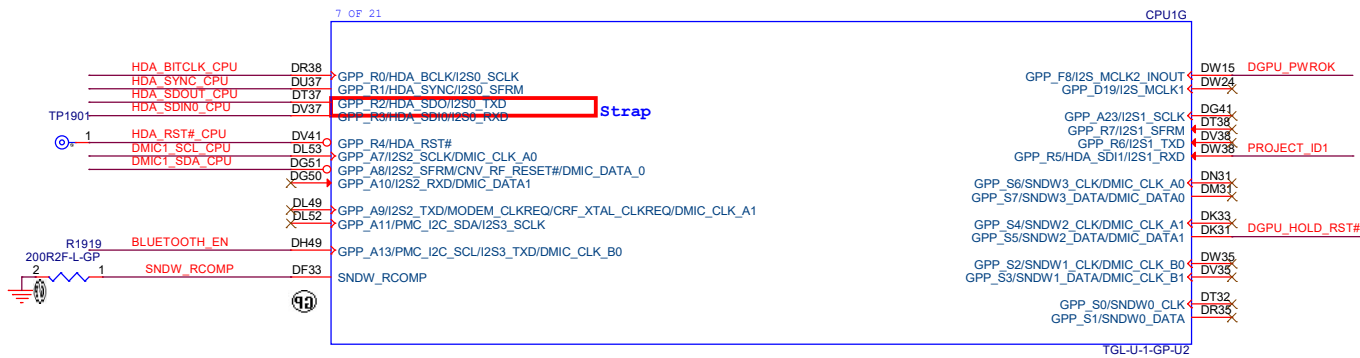 7 OF 21
CPU1G
HDA_BITCLK_CPU DR38 GPP_R0/HDA_BCLK/I2S0_SCLK
HDA_SYNC_CPU DU37 GPP_R1/HDA_SYNC/I2S0_SFRM
HDA_SDOUT_CPU DT37 GPP_R2/HDA_SDO/I2S0_TXD
HDA_SDIN0_CPU DV37 GPP_R3/HDA_SDI0/I2S0_RXD
Strap
TP1901
1 HDA_RST#_CPU DV41 GPP_R4/HDA_RST#
DMIC1_SCL_CPU DL53 GPP_A7/I2S2_SCLK/DMIC_CLK_A0
DMIC1_SDA_CPU DG51 GPP_A8/I2S2_SFRM/CNV_RF_RESET#/DMIC_DATA_0
DG50 GPP_A10/I2S2_RXD/DMIC_DATA1
DL49 GPP_A9/I2S2_TXD/MODEM_CLKREQ/CRF_XTAL_CLKREQ/DMIC_CLK_A1
DL52 GPP_A11/PMC_I2C_SDA/I2S3_SCLK
R1919
BLUETOOTH_EN DH49 GPP_A13/PMC_I2C_SCL/I2S3_TXD/DMIC_CLK_B0
200R2F-L-GP
2 1 SNDW_RCOMP DF33 SNDW_RCOMP
GP
GPP_F8/I2S_MCLK2_INOUT DW15 DGPU_PWROK
GPP_D19/I2S_MCLK1 DW24
GPP_A23/I2S1_SCLK DG41
GPP_R7/I2S1_SFRM DT38
GPP_R6/I2S1_TXD DV38
GPP_R5/HDA_SDI1/I2S1_RXD DW38 PROJECT_ID1
GPP_S6/SNDW3_CLK/DMIC_CLK_A0 DN31
GPP_S7/SNDW3_DATA/DMIC_DATA0 DM31
GPP_S4/SNDW2_CLK/DMIC_CLK_A1 DK33
GPP_S5/SNDW2_DATA/DMIC_DATA1 DK31 DGPU_HOLD_RST#
GPP_S2/SNDW1_CLK/DMIC_CLK_B0 DW35
GPP_S3/SNDW1_DATA/DMIC_CLK_B1 DV35
GPP_S0/SNDW0_CLK DT32
GPP_S1/SNDW0_DATA DR35
TGL-U-1-GP-U2